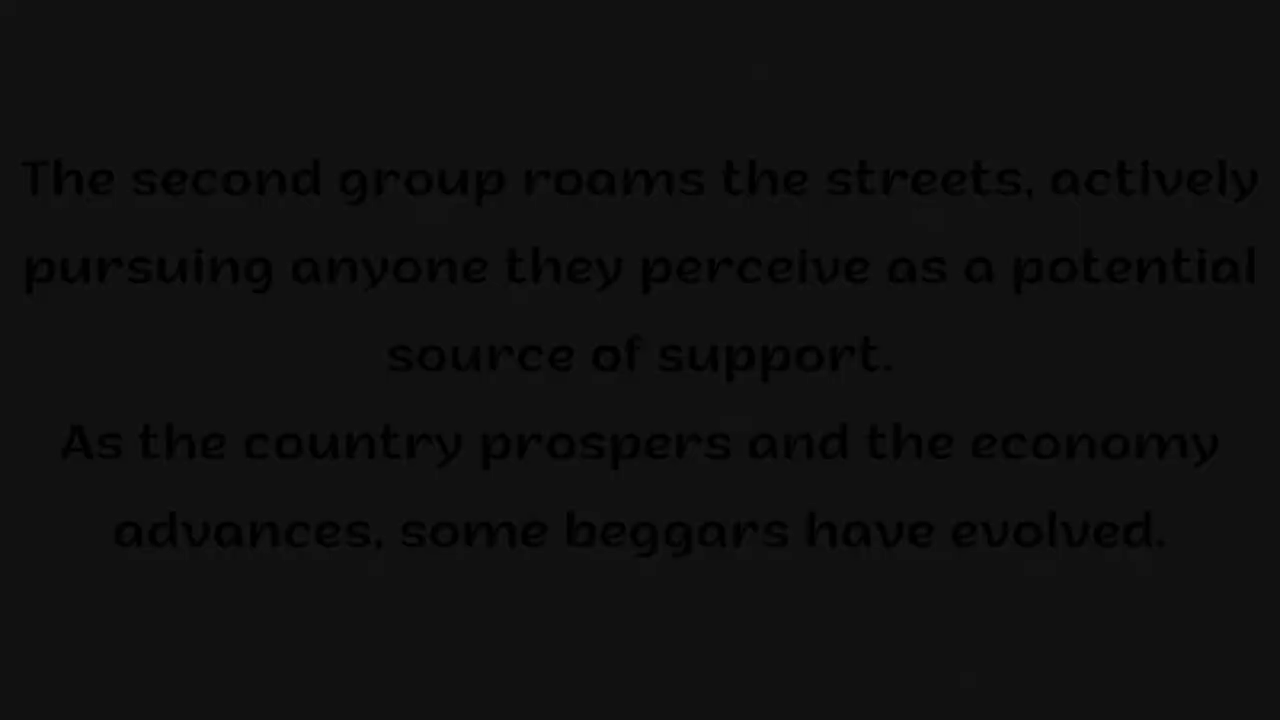 The second group roams the streets, actively
pursuing anyone they perceive as a potential
source of support.
As the country prospers and the economy
advances, some beggars have evolved.